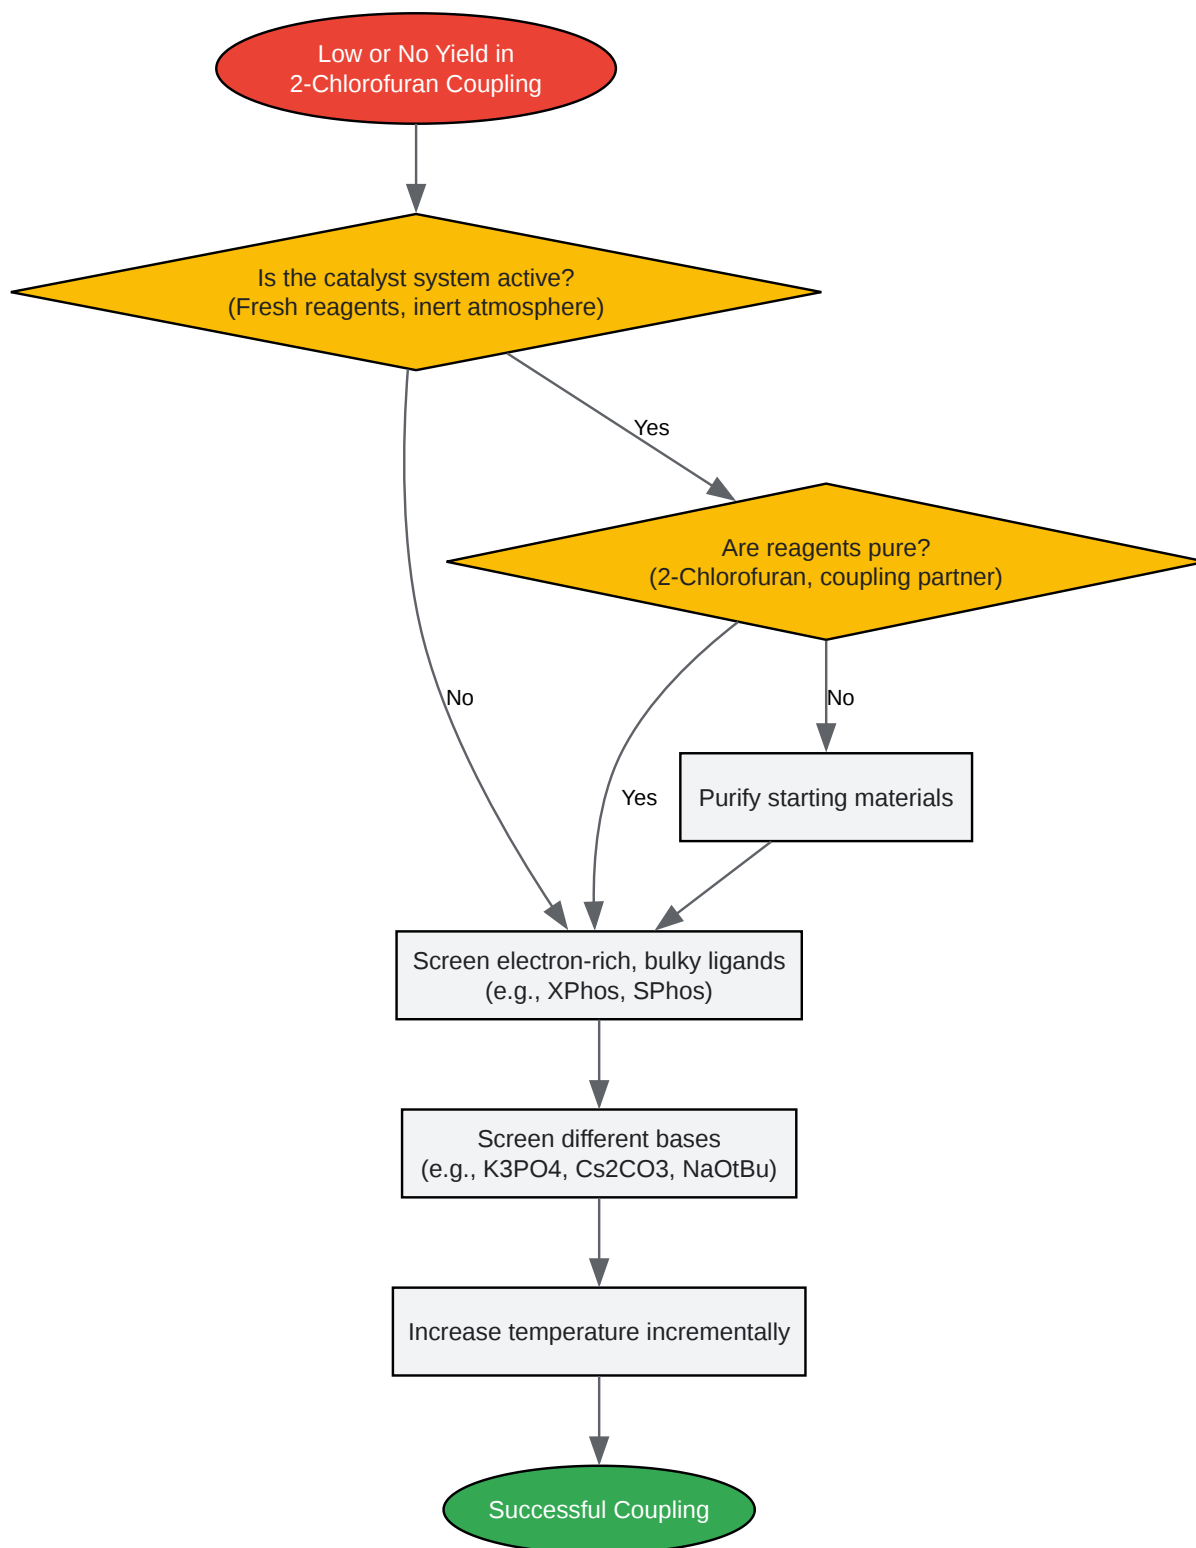 Low or No Yield in
2-Chlorofuran Coupling
Is the catalyst system active?
(Fresh reagents, inert atmosphere)
Yes
Are reagents pure?
(2-Chlorofuran, coupling partner)
No
No
Yes
Purify starting materials
Screen electron-rich, bulky ligands
(e.g., XPhos, SPhos)
Screen different bases
(e.g., K3PO4, Cs2CO3, NaOtBu)
Increase temperature incrementally
Successful Coupling